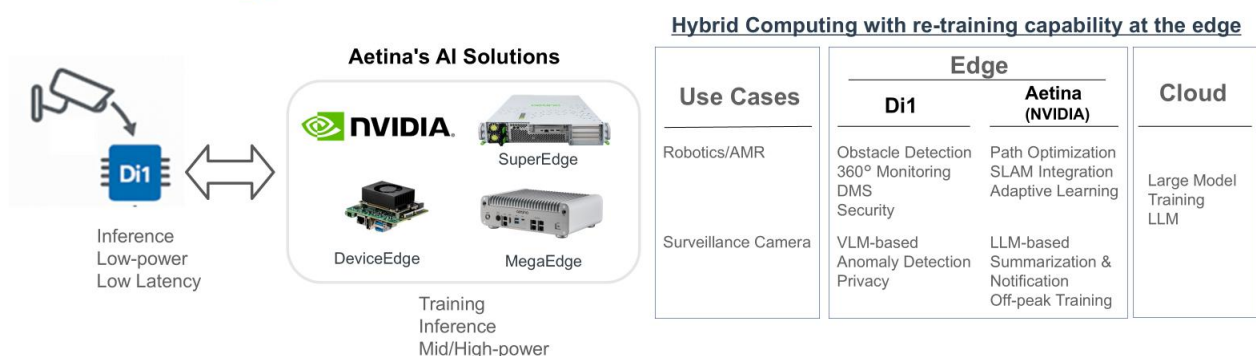 Hybrid Computing with re-training capability at the edge
Aetina's AI Solutions
NVIDIA.
SuperEdge
DeviceEdge
MegaEdge
Di1
Inference
Low-power
Low Latency
Training
Inference
Mid/High-power
Use Cases
Edge
Di1
Aetina
(NVIDIA)
Cloud
Robotics/AMR
Obstacle Detection
360° Monitoring
DMS
Security
Path Optimization
SLAM Integration
Adaptive Learning
Large Model
Training
LLM
Surveillance Camera
VLM-based
Anomaly Detection
Privacy
LLM-based
Summarization &
Notification
Off-peak Training